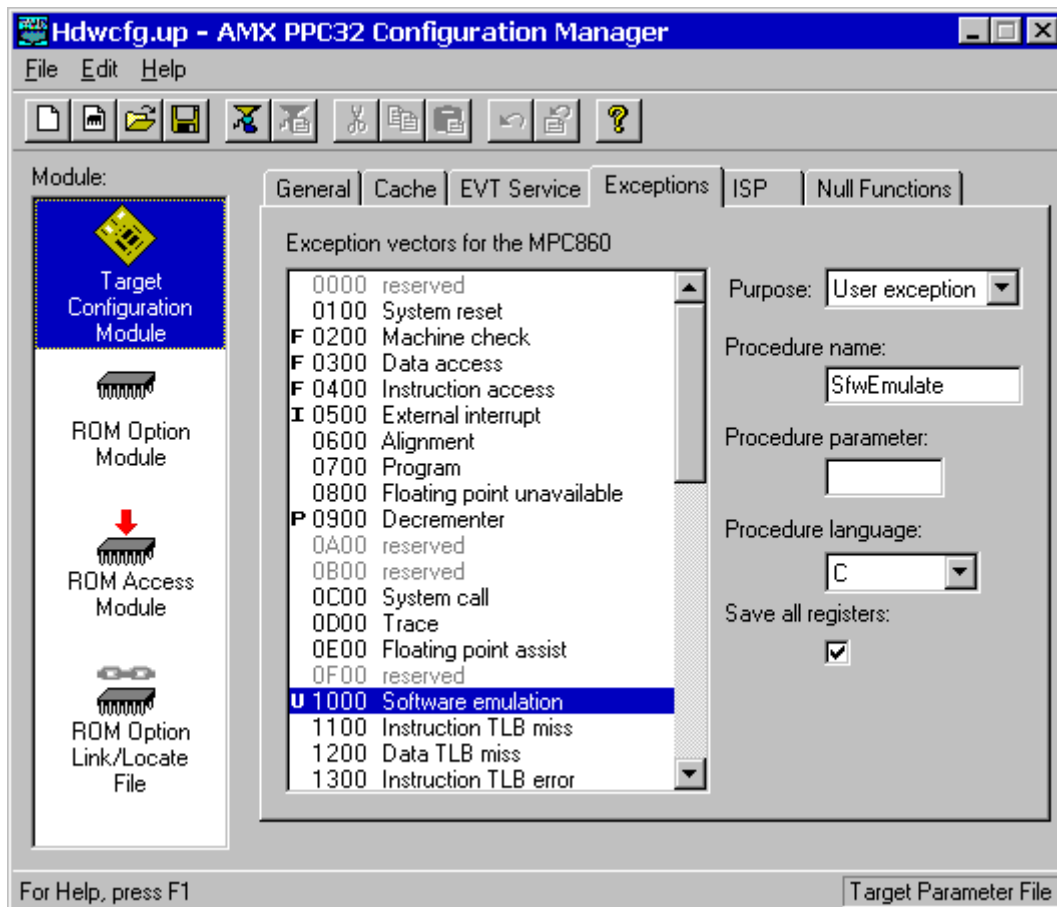 Hdwcfg.up - AMX PPC32 Configuration Manager
File Edit Help
Module:
Target
Configuration
Module
ROM Option
Module
ROM Access
Module
ROM Option
Link/Locate
File
General Cache EVT Service Exceptions ISP Null Functions
Exception vectors for the MPC860
0000 reserved
0100 System reset
F 0200 Machine check
F 0300 Data access
F 0400 Instruction access
I 0500 External interrupt
0600 Alignment
0700 Program
0800 Floating point unavailable
P 0900 Decrementer
0A00 reserved
0B00 reserved
0C00 System call
0D00 Trace
0E00 Floating point assist
0F00 reserved
U 1000 Software emulation
1100 Instruction TLB miss
1200 Data TLB miss
1300 Instruction TLB error
Purpose: User exception
Procedure name:
SfwEmulate
Procedure parameter:
Procedure language:
C
Save all registers:
For Help, press F1
Target Parameter File